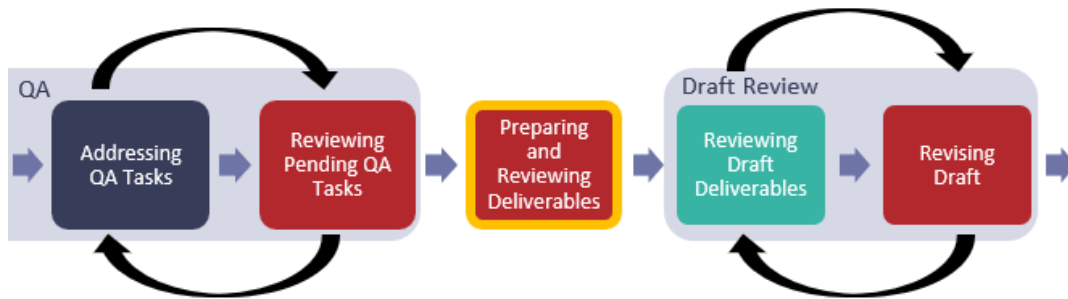 QA
Addressing
QA Tasks
Reviewing
Pending QA
Tasks
Preparing
and
Reviewing
Deliverables
Draft Review
Reviewing
Draft
Deliverables
Revising
Draft